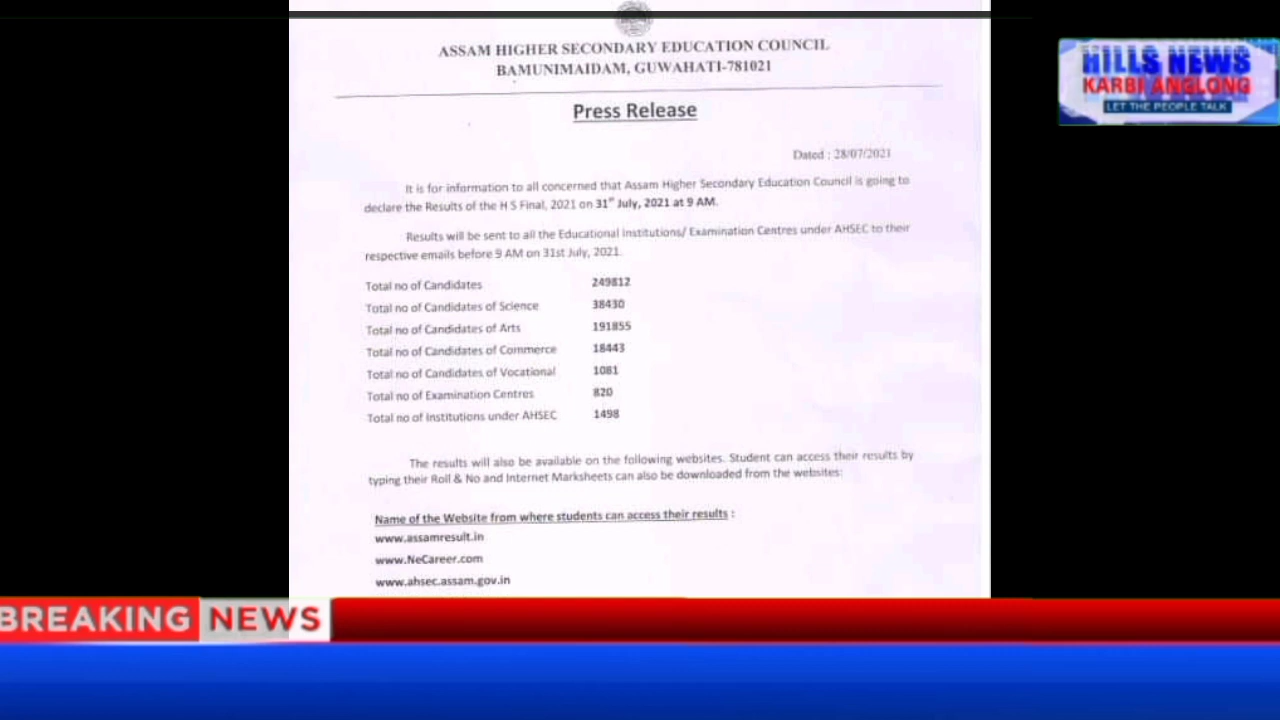 ASSAM HIGHER SECONDARY EDUCATION COUNCIL
BAMUNIMAIDAM, GUWAHATI-781021
Press Release
Dated : 28/07/2021
It is for information to all concerned that Assam Higher Secondary Education Council is going to
declare the Results of the H S Final, 2021 on 31st July, 2021 at 9 AM.
Results will be sent to all the Educational Institutions/ Examination Centres under AHSEC to their
respective emails before 9 AM on 31st July, 2021.
Total no of Candidates 249812
Total no of Candidates of Science 38430
Total no of Candidates of Arts 191855
Total no of Candidates of Commerce 18443
Total no of Candidates of Vocational 1081
Total no of Examination Centres 820
Total no of Institutions under AHSEC 1498
The results will also be available on the following websites. Student can access their results by
typing their Roll & No and Internet Marksheets can also be downloaded from the websites:
Name of the Website from where students can access their results :
www.assamresult.in
www.NeCareer.com
www.ahsec.assam.gov.in
HILLS NEWS
KARBI ANGLONG
LET THE PEOPLE TALK
BREAKING NEWS